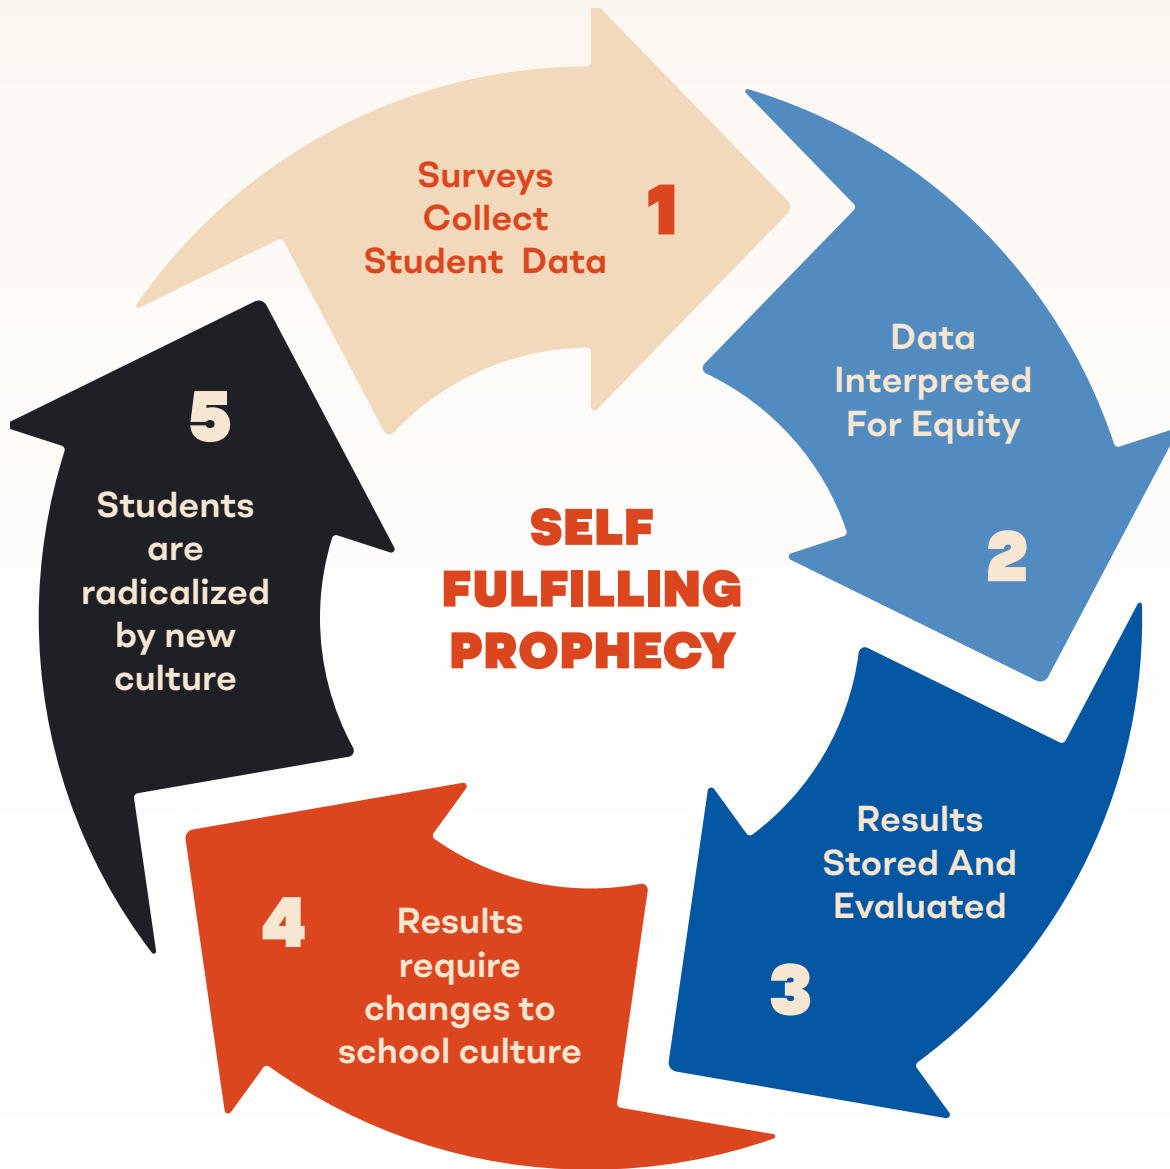 Surveys
Collect
Student Data
1
Data
Interpreted
For Equity
2
Results
Stored And
Evaluated
3
4
Results
require
changes to
school culture
5
Students
are
radicalized
by new
culture
SELF
FULFILLING
PROPHECY